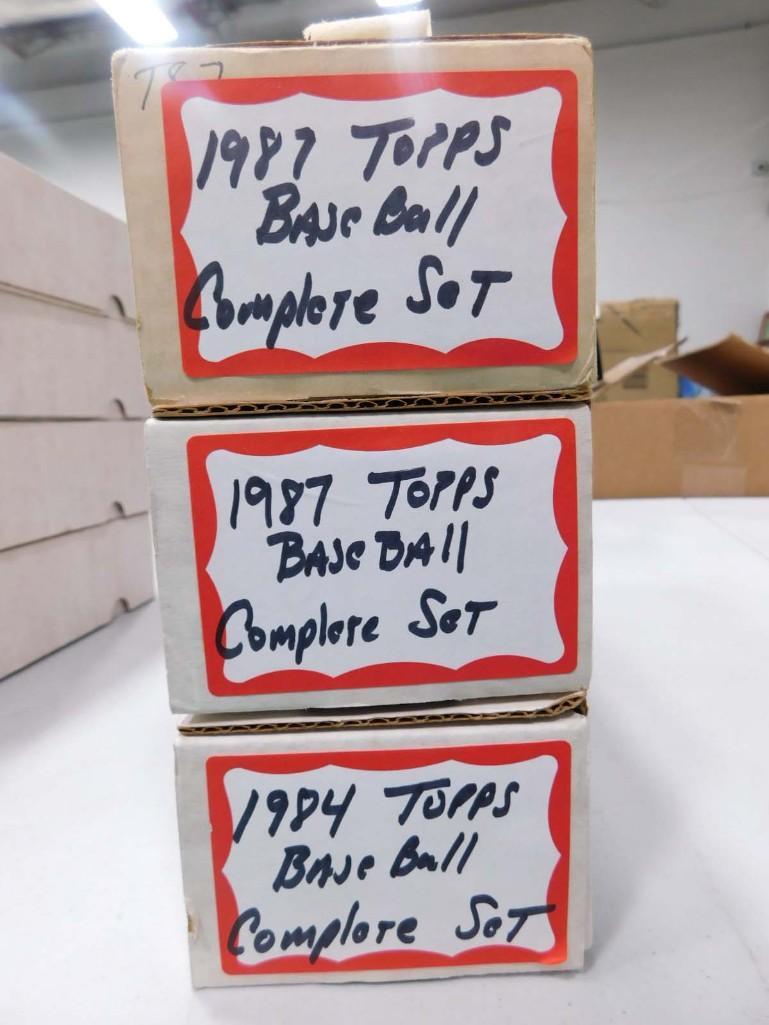 T87
1987 Topps
BaseBall
Complete Set
1987 Topps
BaseBall
Complete Set
1984 Topps
BaseBall
Complete Set